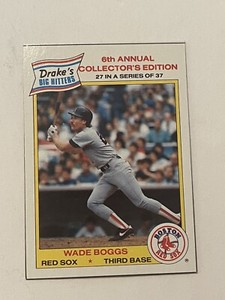 Drake's
BIG HITTERS
6th ANNUAL
COLLECTOR'S EDITION
27 IN A SERIES OF 37
WADE BOGGS
RED SOX ★ THIRD BASE
BOSTON
RED SOX
®